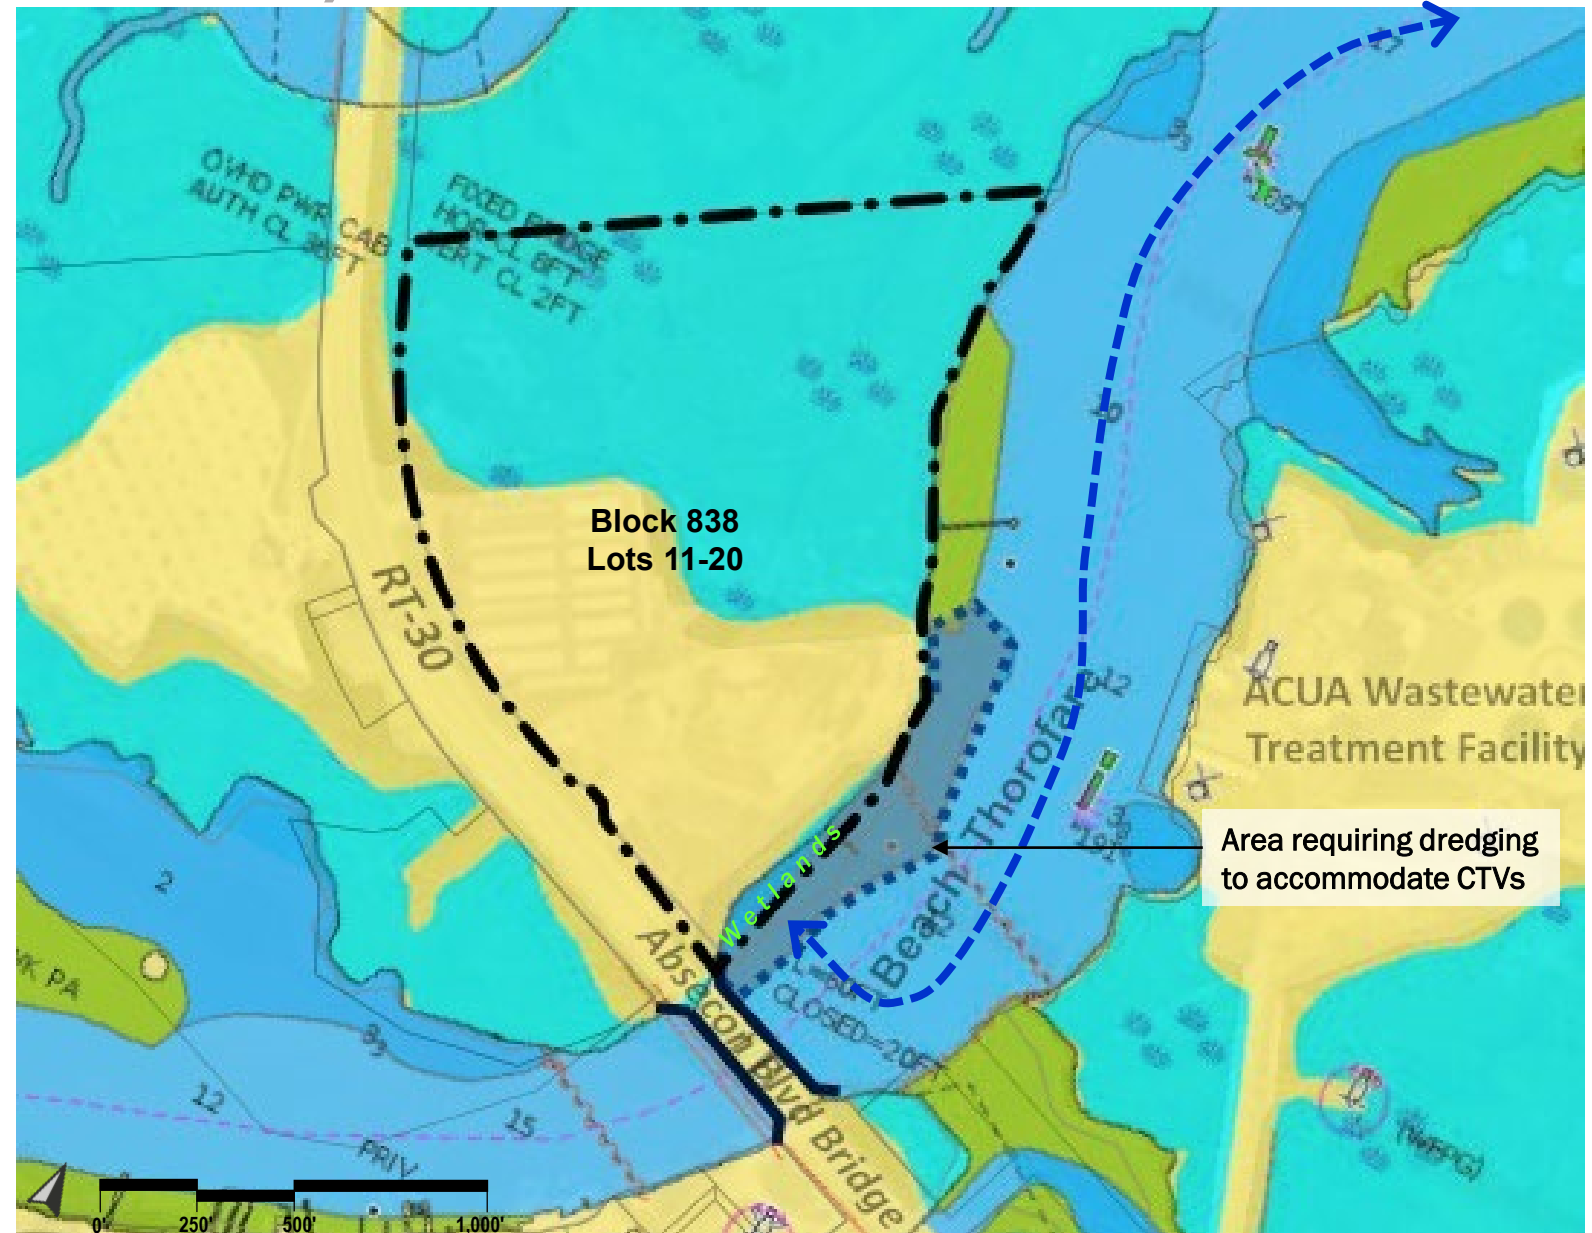 OVHD PWR CAB
AUTH CL
FIXED BRIDGE
HOR CL 6FT
VERT CL 2FT
Block 838
Lots 11-20
RT-30
12
ACUA Wastewater
Treatment Facility
Beach Thorofare
Area requiring dredging
to accommodate CTVs
Wetlands
2
CLOSED=20FT
Absecon Blvd Bridge
12
15
PRIV
0' 250' 500' 1,000'